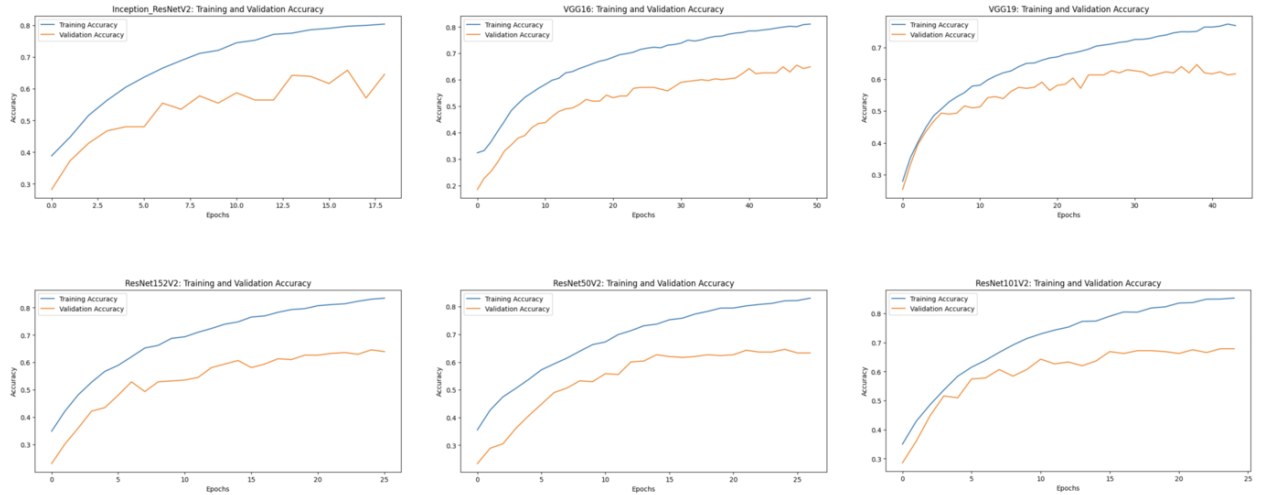 Inception_ResNetV2: Training and Validation Accuracy
Training Accuracy
Validation Accuracy
0.8
0.7
0.6
0.5
0.4
0.3
Accuracy
0.0 2.5 5.0 7.5 10.0 12.5 15.0 17.5
Epochs
VGG16: Training and Validation Accuracy
Training Accuracy
Validation Accuracy
0.8
0.7
0.6
0.5
0.4
0.3
0.2
Accuracy
0 10 20 30 40 50
Epochs
VGG19: Training and Validation Accuracy
Training Accuracy
Validation Accuracy
0.7
0.6
0.5
0.4
0.3
Accuracy
0 10 20 30 40
Epochs
ResNet152V2: Training and Validation Accuracy
Training Accuracy
Validation Accuracy
0.8
0.7
0.6
0.5
0.4
0.3
Accuracy
0 5 10 15 20 25
Epochs
ResNet50V2: Training and Validation Accuracy
Training Accuracy
Validation Accuracy
0.8
0.7
0.6
0.5
0.4
0.3
Accuracy
0 5 10 15 20 25
Epochs
ResNet101V2: Training and Validation Accuracy
Training Accuracy
Validation Accuracy
0.8
0.7
0.6
0.5
0.4
0.3
Accuracy
0 5 10 15 20 25
Epochs